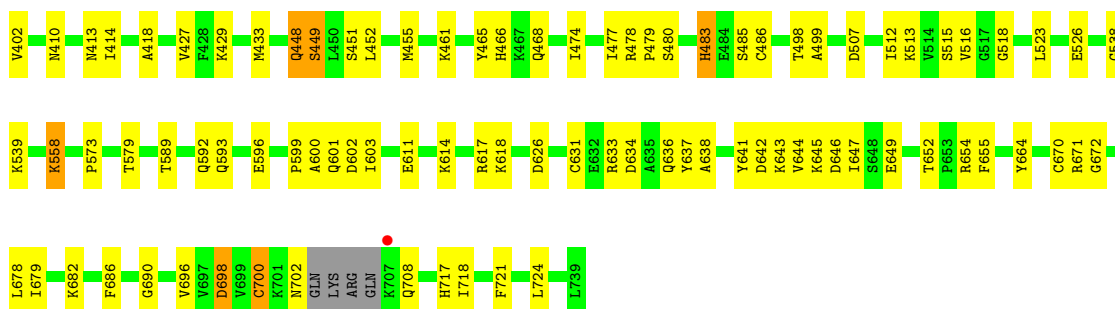 V402 N410 N413 I414 A418 V427 F428 K429 M433 Q448 S449 L450 S451 L452 M455 K461 Y465 H466 K467 Q468 I474 I477 R478 P479 S480 H483 E484 S485 C486 T498 A499 D507 I512 K513 V514 S515 V516 G517 G518 L523 E526 G538
K539 K558 P573 T579 T589 Q592 Q593 E596 P599 A600 Q601 D602 I603 E611 K614 R617 K618 D626 C631 E632 R633 D634 A635 Q636 Y637 A638 Y641 D642 K643 V644 K645 D646 I647 S648 E649 T652 P653 R654 F655 Y664 C670 R671 G672
L678 I679 K682 F686 G690 V696 V697 D698 V699 C700 K701 N702 GLN LYS ARG GLN K707 Q708 H717 I718 F721 L724 L739